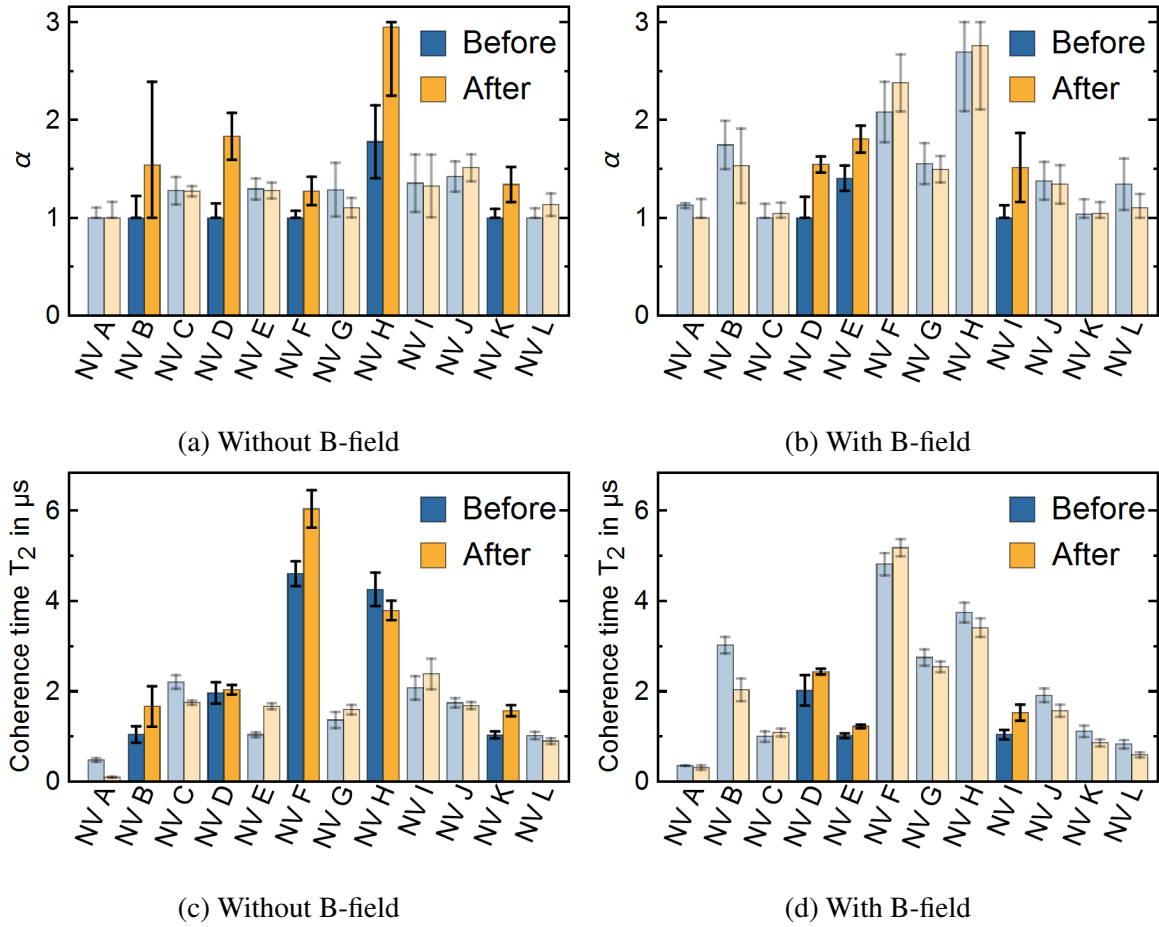 3
2
1
0
α
Before
After
NV A
NV B
NV C
NV D
NV E
NV F
NV G
NV H
NV I
NV J
NV K
NV L
(a) Without B-field
3
2
1
0
α
Before
After
NV A
NV B
NV C
NV D
NV E
NV F
NV G
NV H
NV I
NV J
NV K
NV L
(b) With B-field
6
4
2
0
Coherence time T₂ in μs
Before
After
NV A
NV B
NV C
NV D
NV E
NV F
NV G
NV H
NV I
NV J
NV K
NV L
(c) Without B-field
6
4
2
0
Coherence time T₂ in μs
Before
After
NV A
NV B
NV C
NV D
NV E
NV F
NV G
NV H
NV I
NV J
NV K
NV L
(d) With B-field